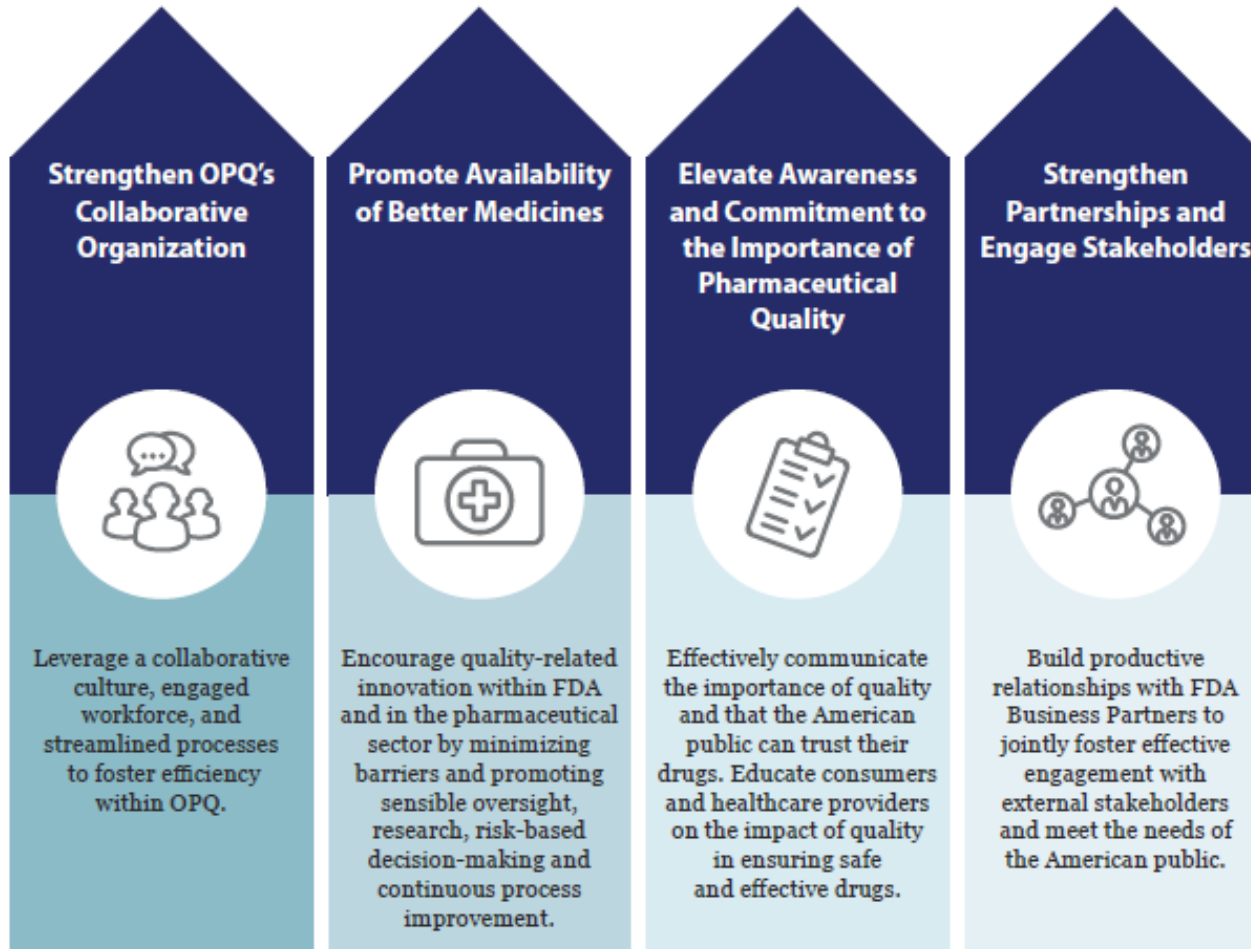 Strengthen OPQ's
Collaborative
Organization
Leverage a collaborative
culture, engaged
workforce, and
streamlined processes
to foster efficiency
within OPQ.
Promote Availability
of Better Medicines
Encourage quality-related
innovation within FDA
and in the pharmaceutical
sector by minimizing
barriers and promoting
sensible oversight,
research, risk-based
decision-making and
continuous process
improvement.
Elevate Awareness
and Commitment to
the Importance of
Pharmaceutical
Quality
Effectively communicate
the importance of quality
and that the American
public can trust their
drugs. Educate consumers
and healthcare providers
on the impact of quality
in ensuring safe
and effective drugs.
Strengthen
Partnerships and
Engage Stakeholders
Build productive
relationships with FDA
Business Partners to
jointly foster effective
engagement with
external stakeholders
and meet the needs of
the American public.